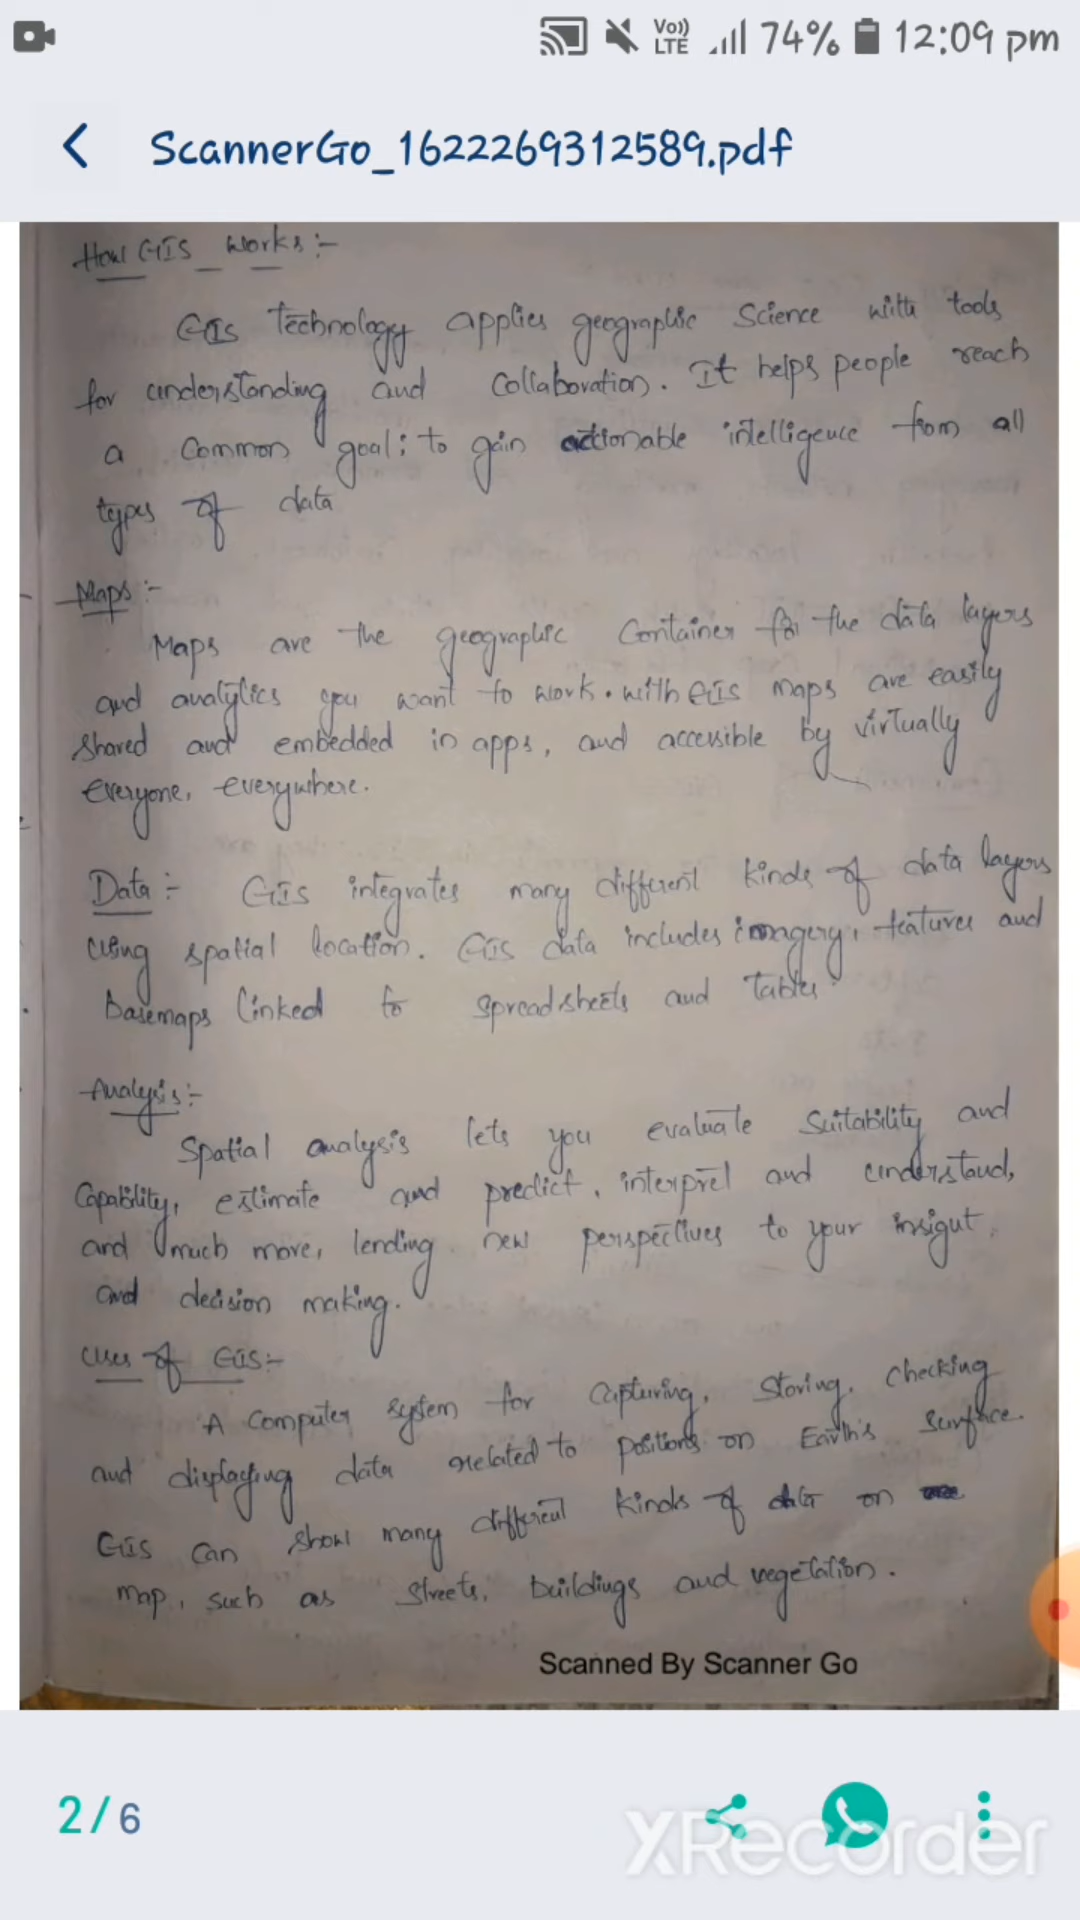 Vo)) LTE 74% 12:09 pm
ScannerGo_1622269312589.pdf
How GIS works :-
GIS Technology applies geographic Science with tools
for understanding and Collaboration. It helps people reach
a Common goal: to gain actionable intelligence from all
types of data
Maps :-
Maps are the geographic Container for the data layers
and analytics you want to work. with GIS maps are easily
shared and embedded in apps, and accessible by virtually
everyone, everywhere.
Data :- GIS integrates many different kinds of data layers
using spatial location. GIS data includes imagery, features and
basemaps linked to spreadsheets and tables
Analysis :-
Spatial analysis lets you evaluate Suitability and
Capability, estimate and predict, interpret and understand,
and much more, lending new perspectives to your insigut
and decision making.
Uses of GIS :-
A Computer system for Capturing, Storing, checking
and displaying data related to positions on Earth's Surface.
GIS Can show many different kinds of on
map, such as streets, buildings and vegetation.
Scanned By Scanner Go
2/6
XRecorder